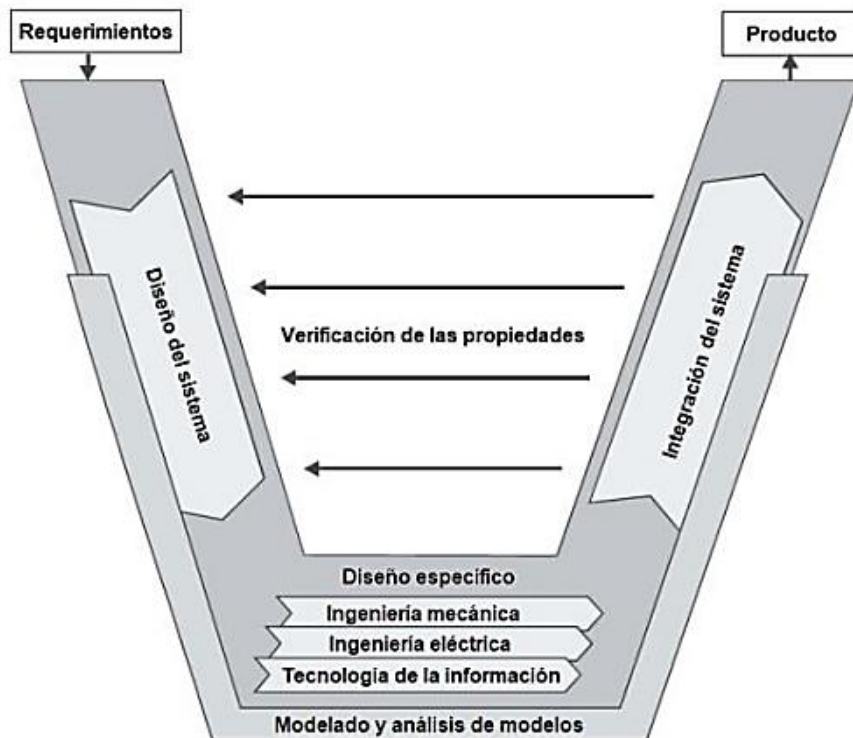 Requerimientos
Producto
Diseño del sistema
Verificación de las propiedades
Integración del sistema
Diseño específico
Ingeniería mecánica
Ingeniería eléctrica
Tecnología de la información
Modelado y análisis de modelos